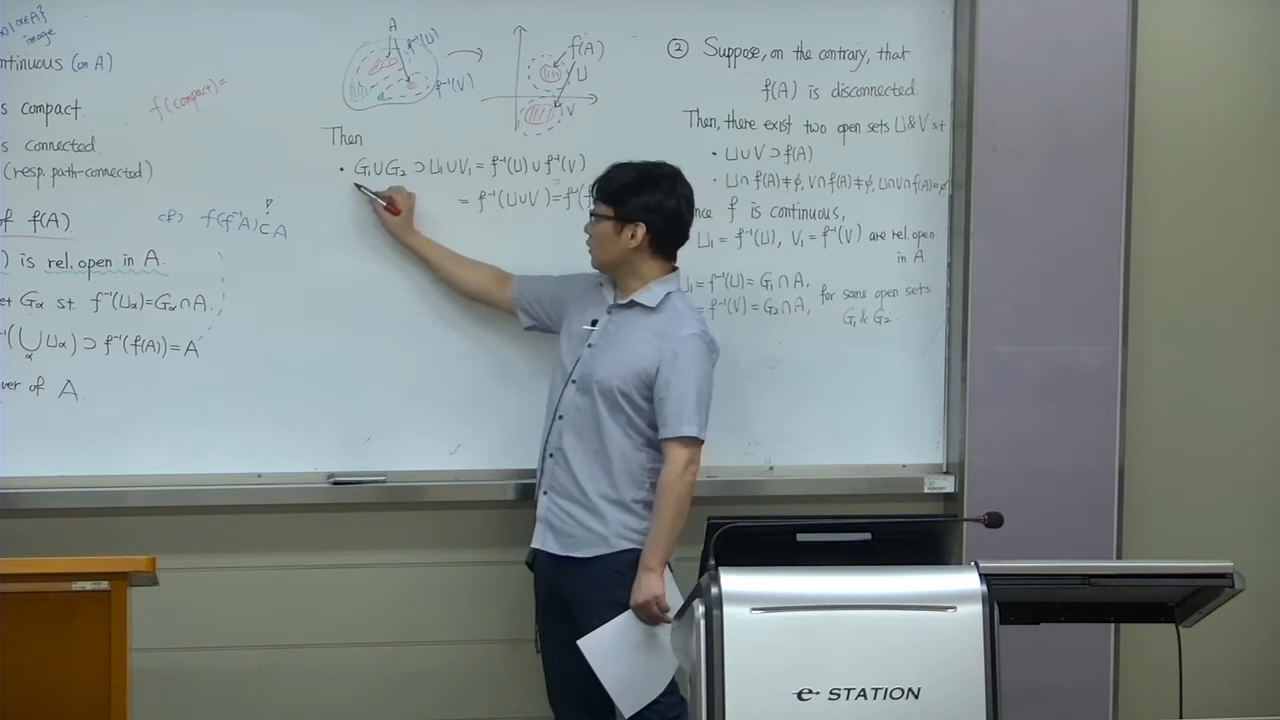 image
ntinuous (on A)
s compact.
f(compact)=
s connected.
(resp. path-connected)
of f(A)
cf) f(f⁻¹(A)) ⊂ A
) is rel. open in A.
et Gα st f⁻¹(Uα)=Gα∩A.
⁻¹(⋃α Uα) ⊃ f⁻¹(f(A)) = A
ver of A.
A
f⁻¹(U)
f⁻¹(V)
f(A)
U
V
Then
• G₁∪G₂ ⊃ U₁∪V₁ = f⁻¹(U) ∪ f⁻¹(V)
= f⁻¹(U∪V) = f⁻¹(f
② Suppose, on the contrary, that
f(A) is disconnected.
Then, there exist two open sets U & V st
• U∪V ⊃ f(A)
• U∩f(A)≠∅, V∩f(A)≠∅, U∩V∩f(A)=∅
nce f is continuous,
U₁ = f⁻¹(U), V₁ = f⁻¹(V) are rel. open
in A
U₁ = f⁻¹(U) = G₁∩A,
= f⁻¹(V) = G₂∩A,
for some open sets
G₁ & G₂.
e-STATION